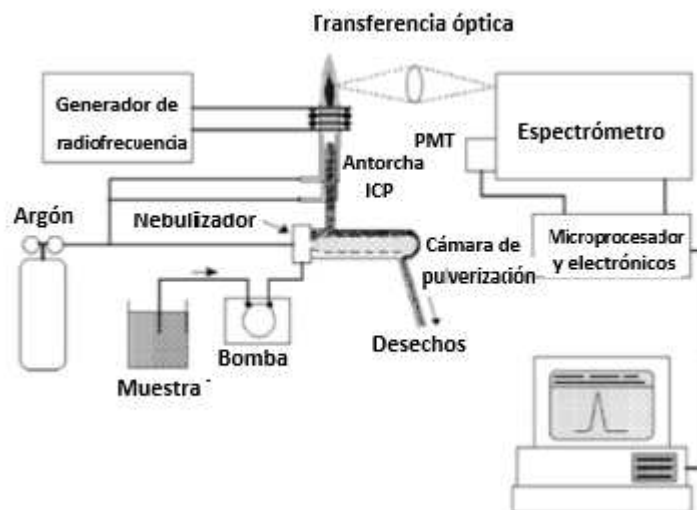 Transferencia óptica
Generador de
radiofrecuencia
Espectrómetro
PMT
Antorcha
ICP
Argón
Nebulizador
Microprocesador
y electrónicos
Cámara de
pulverización
Bomba
Desechos
Muestra